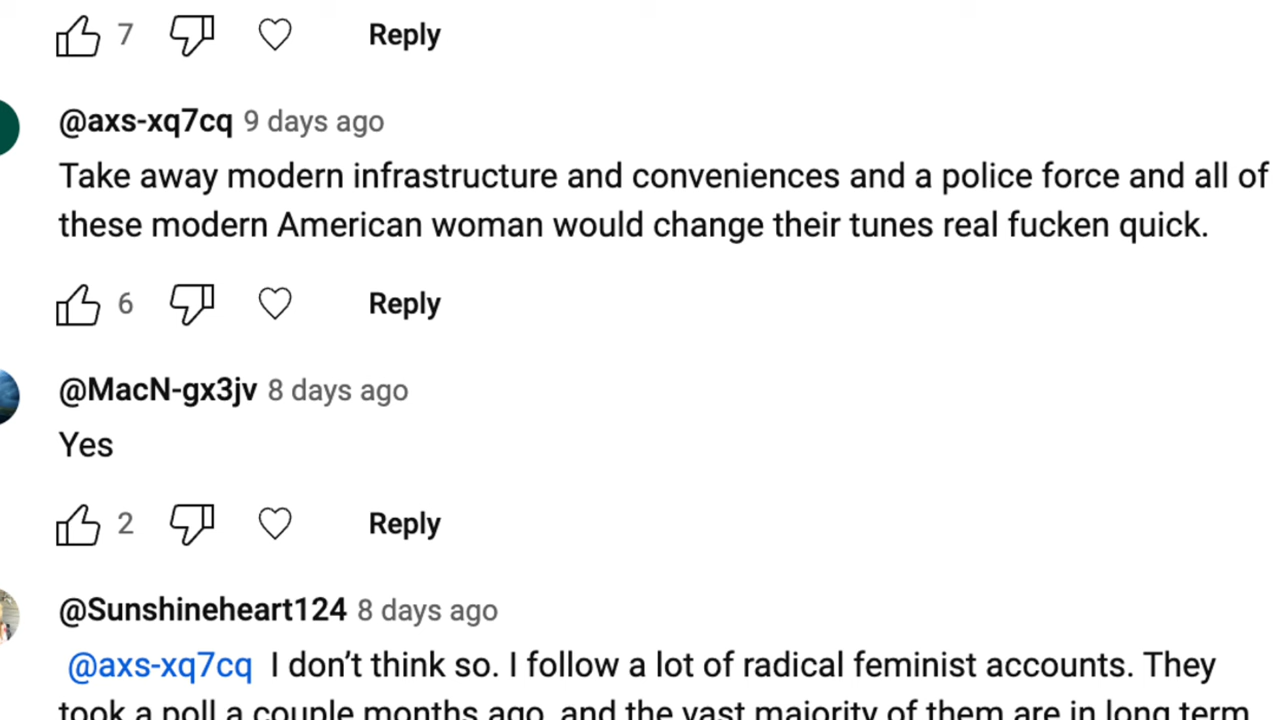 7 Reply
@axs-xq7cq 9 days ago
Take away modern infrastructure and conveniences and a police force and all of
these modern American woman would change their tunes real fucken quick.
6 Reply
@MacN-gx3jv 8 days ago
Yes
2 Reply
@Sunshineheart124 8 days ago
@axs-xq7cq I don’t think so. I follow a lot of radical feminist accounts. They
took a poll a couple months ago, and the vast majority of them are in long term